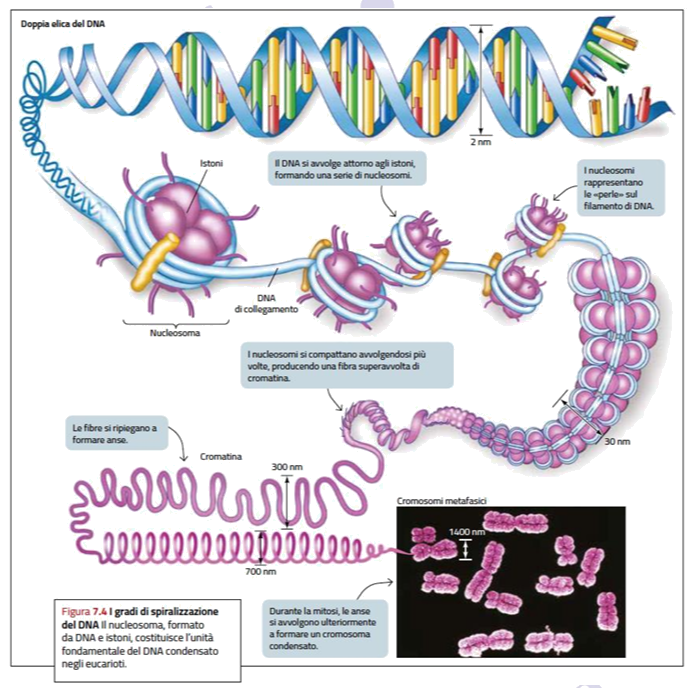 Doppia elica del DNA
2 nm
Istoni
Il DNA si avvolge attorno agli istoni,
formando una serie di nucleosomi.
I nucleosomi
rappresentano
le «perle» sul
filamento di DNA.
DNA
di collegamento
Nucleosoma
I nucleosomi si compattano avvolgendosi più
volte, producendo una fibra superavvolta di
cromatina.
30 nm
Le fibre si ripiegano a
formare anse.
Cromatina
300 nm
700 nm
Cromosomi metafasici
1400 nm
Durante la mitosi, le anse
si avvolgono ulteriormente
a formare un cromosoma
condensato.
Figura 7.4 I gradi di spiralizzazione
del DNA Il nucleosoma, formato
da DNA e istoni, costituisce l'unità
fondamentale del DNA condensato
negli eucarioti.